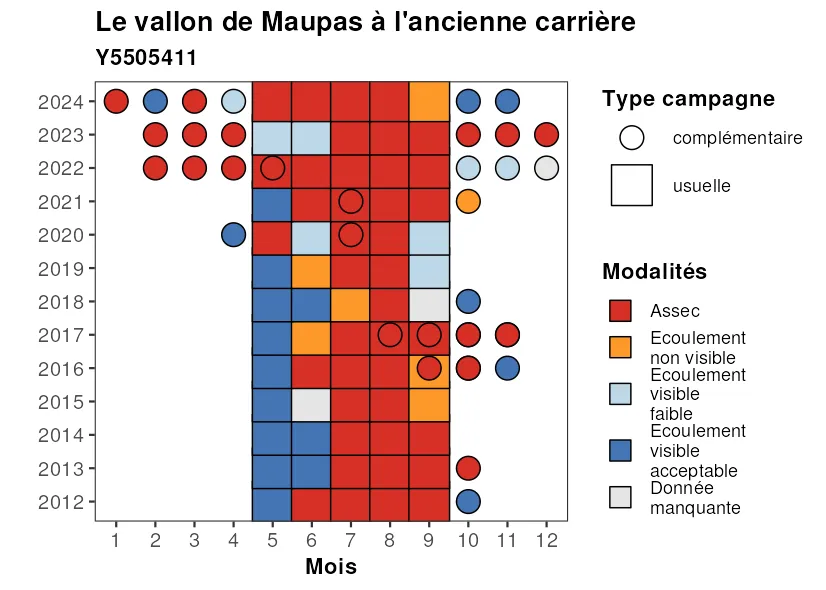 Le vallon de Maupas à l'ancienne carrière
Y5505411
2024
2023
2022
2021
2020
2019
2018
2017
2016
2015
2014
2013
2012
1 2 3 4 5 6 7 8 9 10 11 12
Mois
Type campagne
complémentaire
usuelle
Modalités
Assec
Ecoulement
non visible
Ecoulement
visible
faible
Ecoulement
visible
acceptable
Donnée
manquante